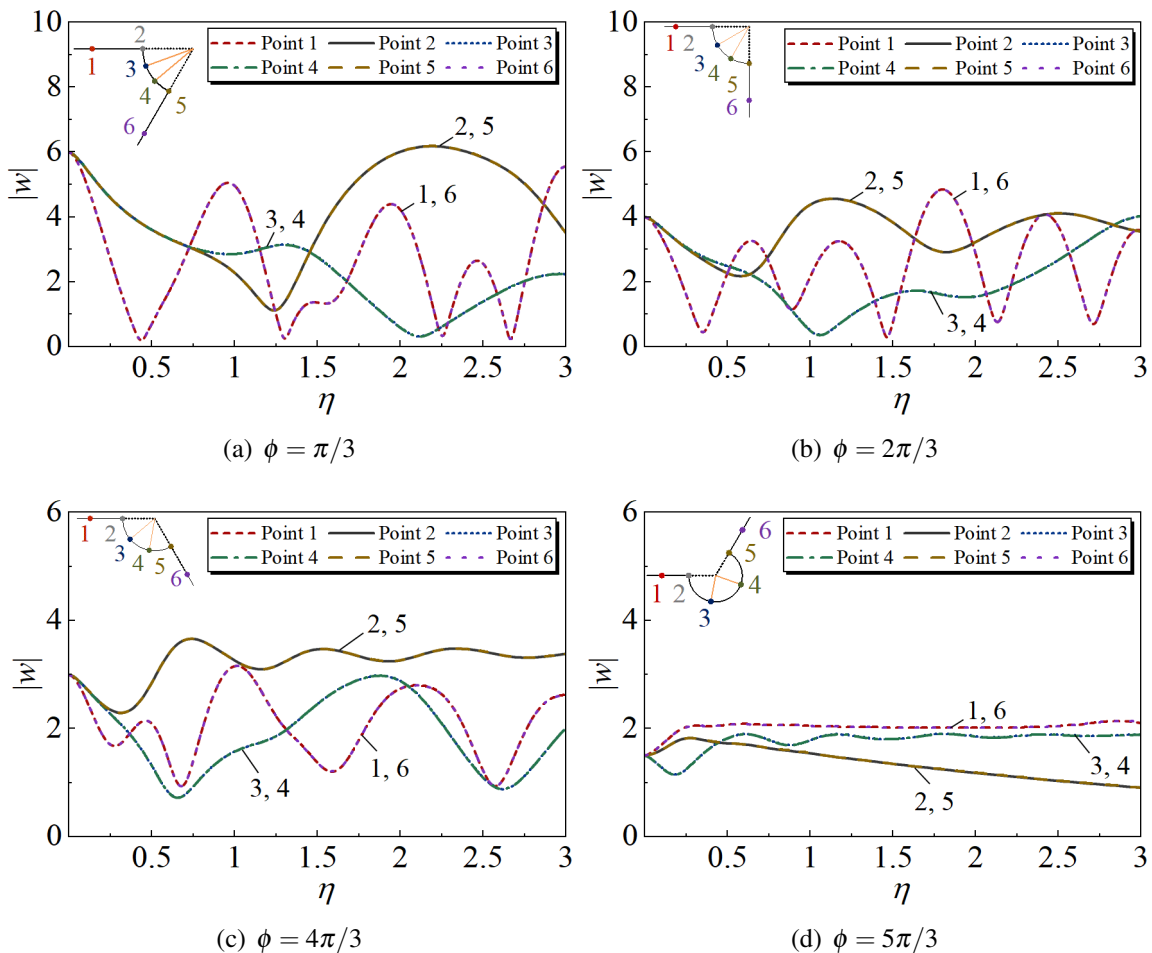 10
8
6
4
2
0
|w|
0.5 1 1.5 2 2.5 3
η
Point 1 Point 2 Point 3
Point 4 Point 5 Point 6
1
2
3
4
5
6
2, 5
1, 6
3, 4
(a) ϕ = π/3
10
8
6
4
2
0
|w|
0.5 1 1.5 2 2.5 3
η
Point 1 Point 2 Point 3
Point 4 Point 5 Point 6
1
2
3
4
5
6
2, 5
1, 6
3, 4
(b) ϕ = 2π/3
6
4
2
0
|w|
0.5 1 1.5 2 2.5 3
η
Point 1 Point 2 Point 3
Point 4 Point 5 Point 6
1
2
3
4
5
6
2, 5
3, 4
1, 6
(c) ϕ = 4π/3
6
4
2
0
|w|
0.5 1 1.5 2 2.5 3
η
Point 1 Point 2 Point 3
Point 4 Point 5 Point 6
1
2
3
4
5
6
1, 6
3, 4
2, 5
(d) ϕ = 5π/3